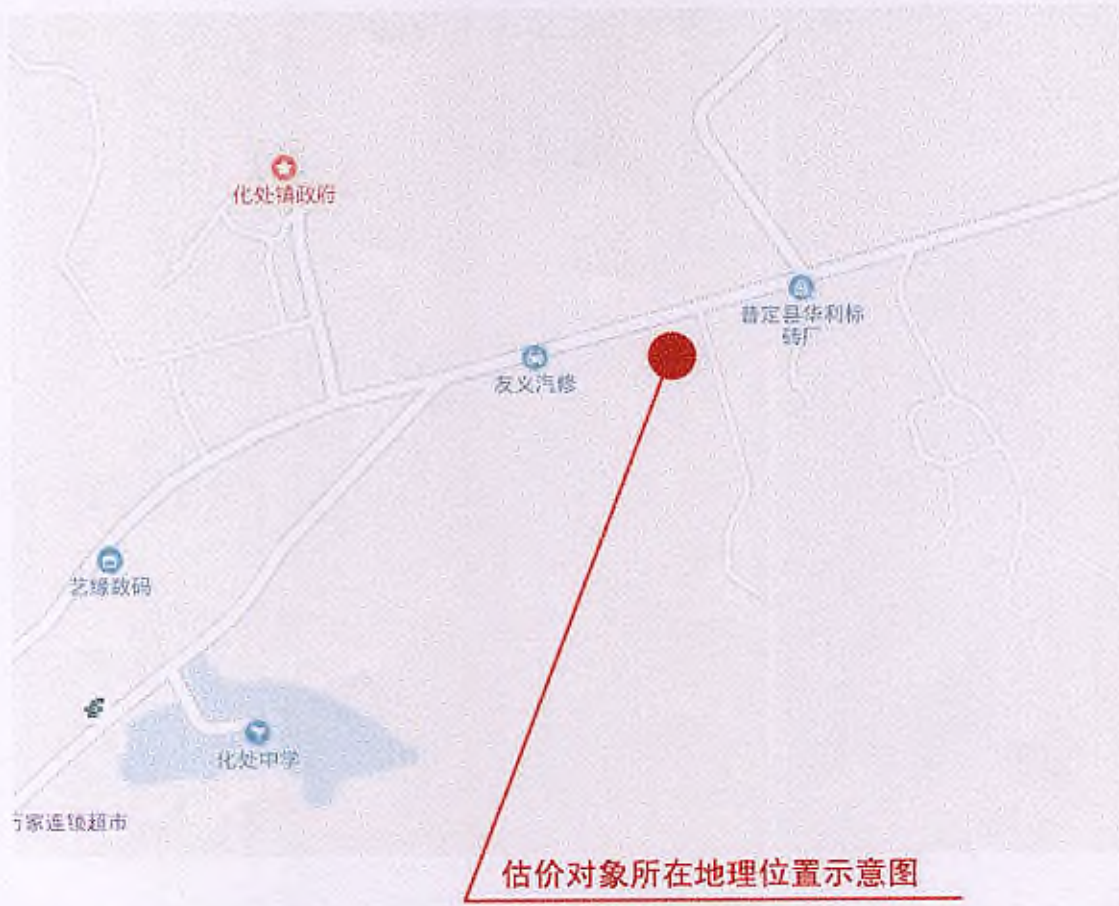 化处镇政府
普定县华利标
砖厂
友义汽修
艺缘数码
化处中学
万家连锁超市
估价对象所在地理位置示意图